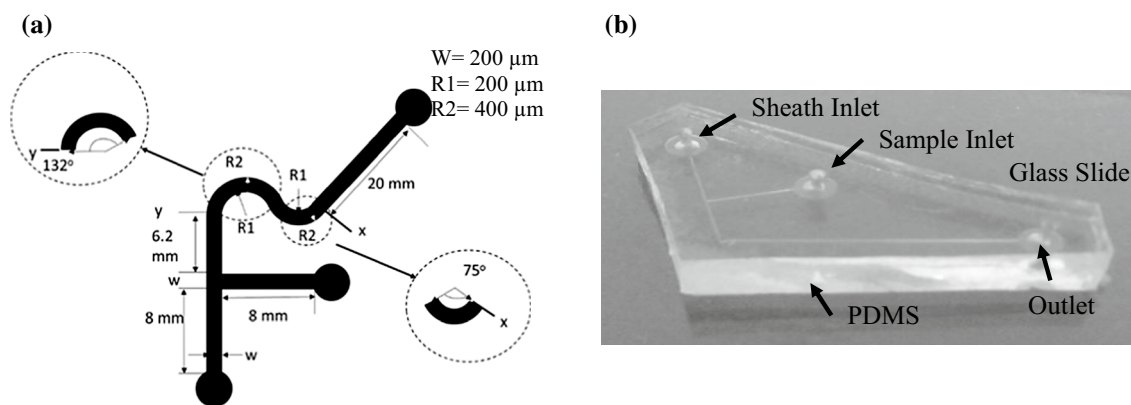 (a)
W= 200 µm
R1= 200 µm
R2= 400 µm
y
132°
R2
R1
20 mm
y
R1
R2
x
6.2
mm
w
75°
x
8 mm
8 mm
w
(b)
Sheath Inlet
Sample Inlet
Glass Slide
PDMS
Outlet